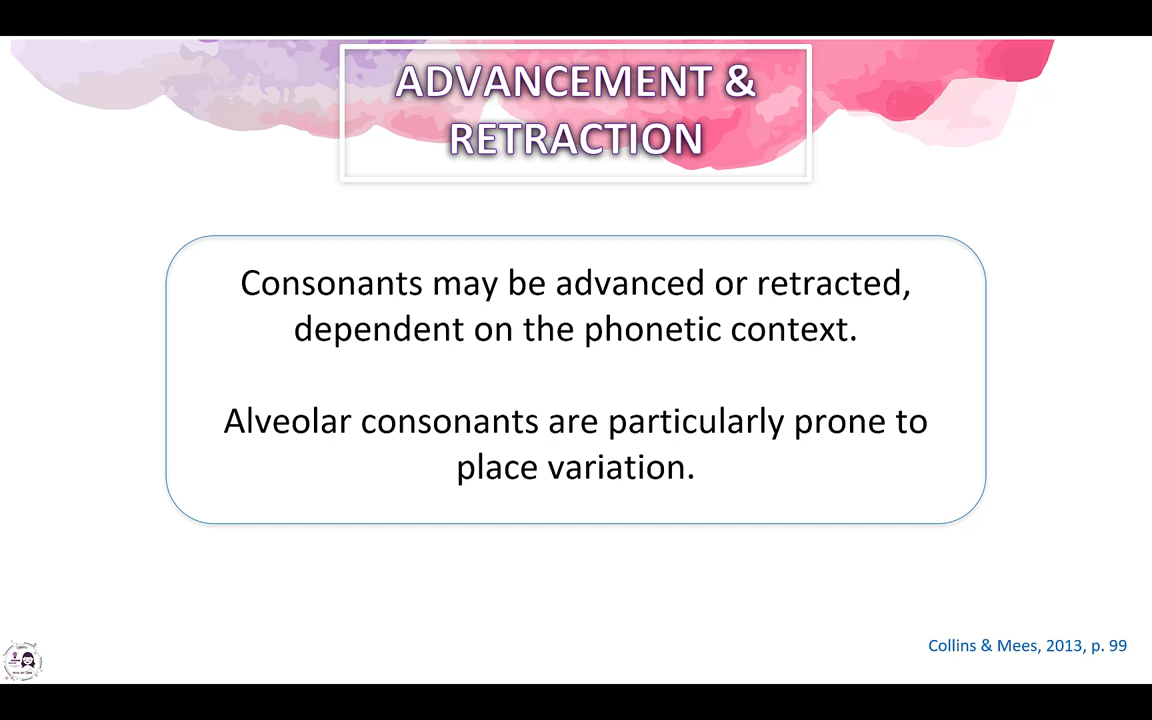 ADVANCEMENT &
RETRACTION
Consonants may be advanced or retracted,
dependent on the phonetic context.
Alveolar consonants are particularly prone to
place variation.
Collins & Mees, 2013, p. 99